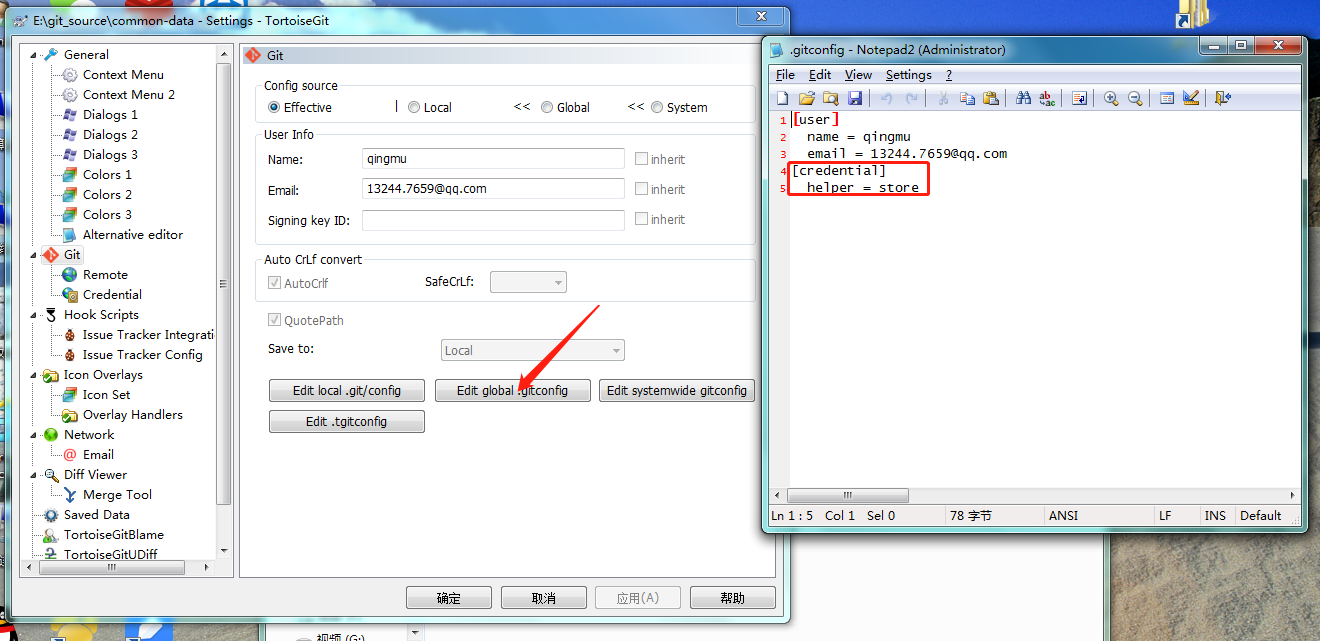 E:\git_source\common-data - Settings - TortoiseGit
General
Context Menu
Context Menu 2
Dialogs 1
Dialogs 2
Dialogs 3
Colors 1
Colors 2
Colors 3
Alternative editor
Git
Remote
Credential
Hook Scripts
Issue Tracker Integrati
Issue Tracker Config
Icon Overlays
Icon Set
Overlay Handlers
Network
Email
Diff Viewer
Merge Tool
Saved Data
TortoiseGitBlame
TortoiseGitUDiff
Git
Config source
Effective | Local << Global << System
User Info
Name: qingmu inherit
Email: 13244.7659@qq.com inherit
Signing key ID: inherit
Auto CrLf convert
AutoCrlf SafeCrLf:
QuotePath
Save to: Local
Edit local .git/config Edit global .gitconfig Edit systemwide gitconfig
Edit .tgitconfig
确定 取消 应用(A) 帮助
.gitconfig - Notepad2 (Administrator)
File Edit View Settings ?
1 [user]
2 name = qingmu
3 email = 13244.7659@qq.com
4 [credential]
5 helper = store
Ln 1 : 5 Col 1 Sel 0 78 字节 ANSI LF INS Default
视频 (G:)